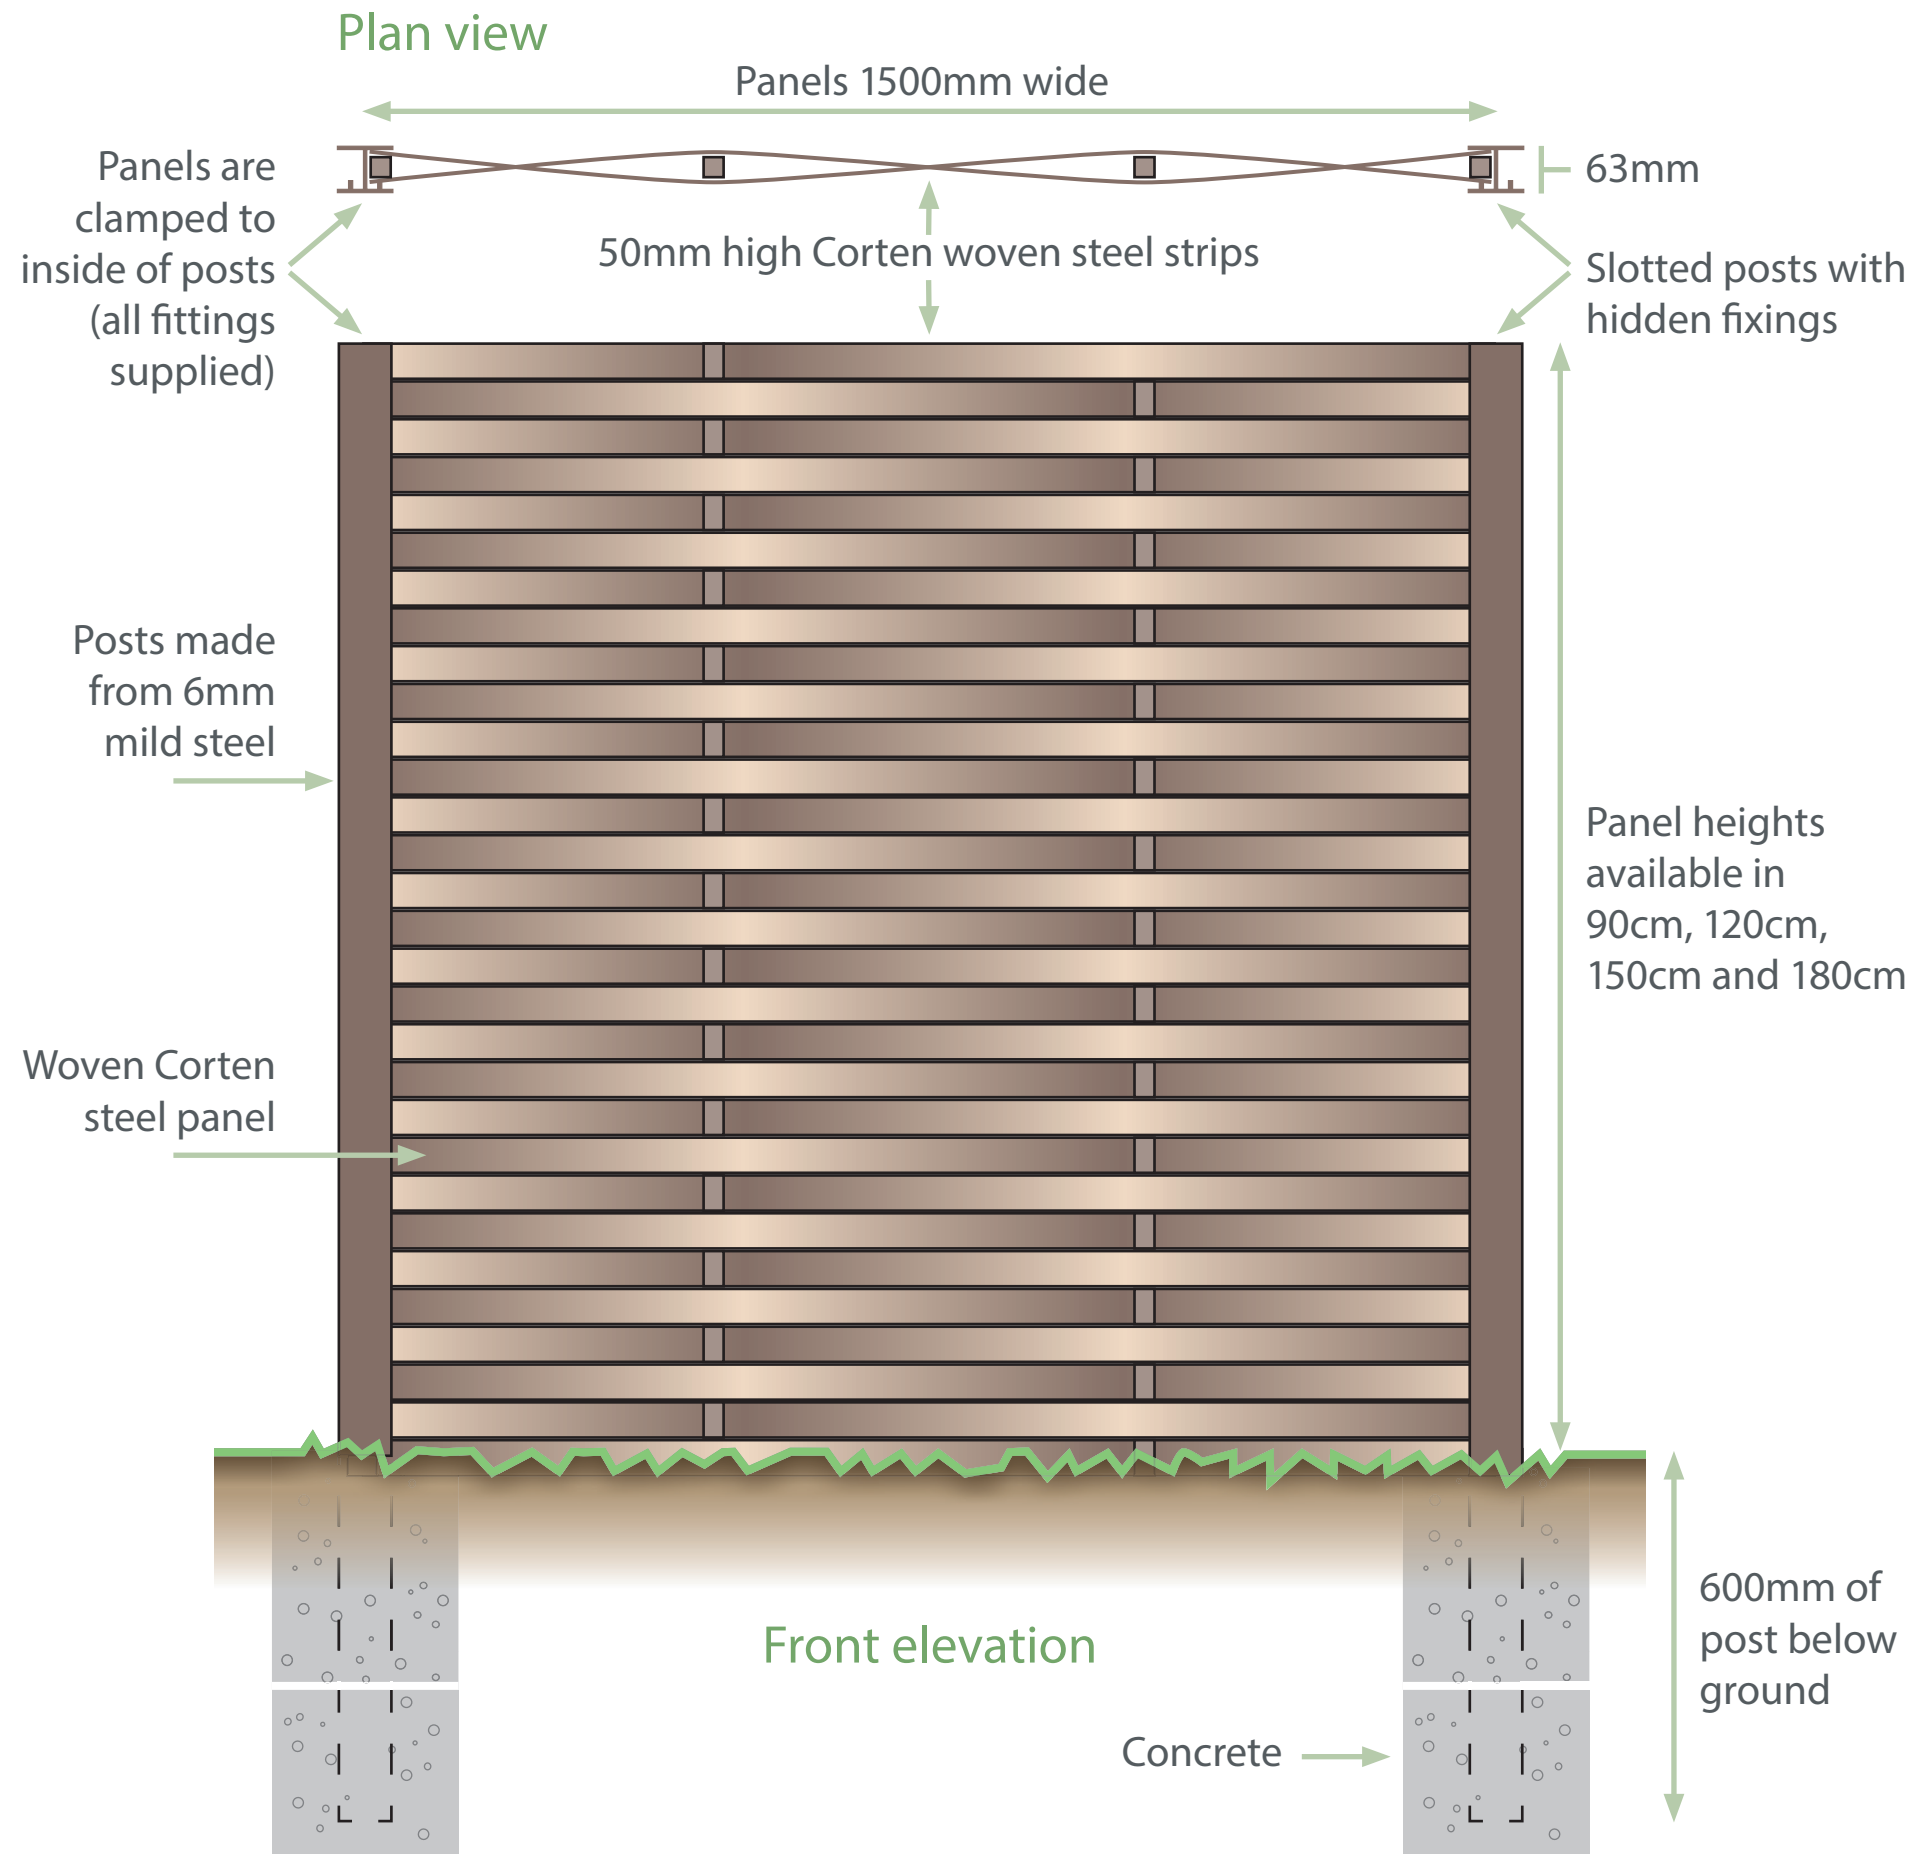 Plan view
Panels 1500mm wide
Panels are
clamped to
inside of posts
(all fittings
supplied)
63mm
50mm high Corten woven steel strips
Slotted posts with
hidden fixings
Posts made
from 6mm
mild steel
Panel heights
available in
90cm, 120cm,
150cm and 180cm
Woven Corten
steel panel
600mm of
post below
ground
Front elevation
Concrete